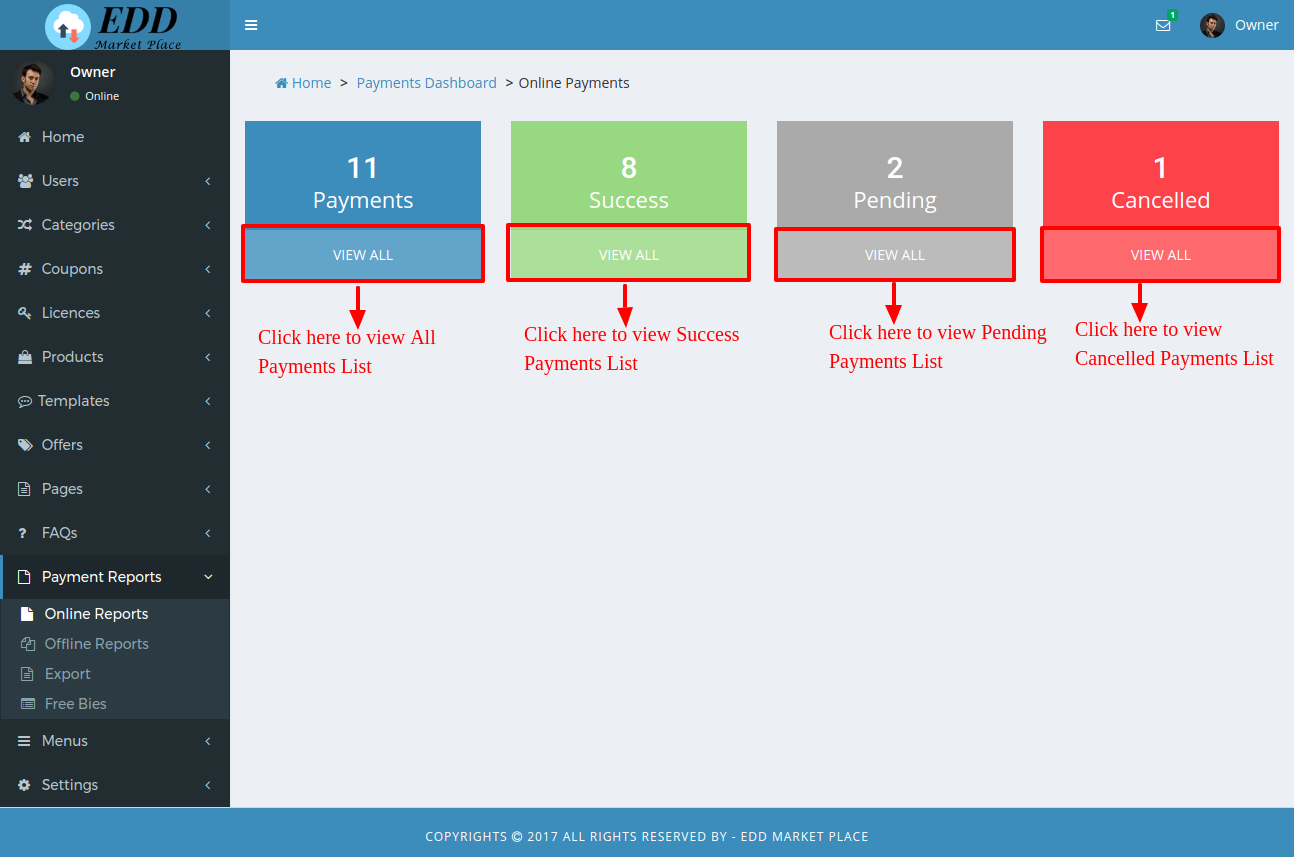 EDD
Market Place
1
Owner
Owner
Online
Home
Users
Categories
Coupons
Licences
Products
Templates
Offers
Pages
FAQs
Payment Reports
Online Reports
Offline Reports
Export
Free Bies
Menus
Settings
Home > Payments Dashboard > Online Payments
11
Payments
VIEW ALL
Click here to view All
Payments List
8
Success
VIEW ALL
Click here to view Success
Payments List
2
Pending
VIEW ALL
Click here to view Pending
Payments List
1
Cancelled
VIEW ALL
Click here to view
Cancelled Payments List
COPYRIGHTS © 2017 ALL RIGHTS RESERVED BY - EDD MARKET PLACE